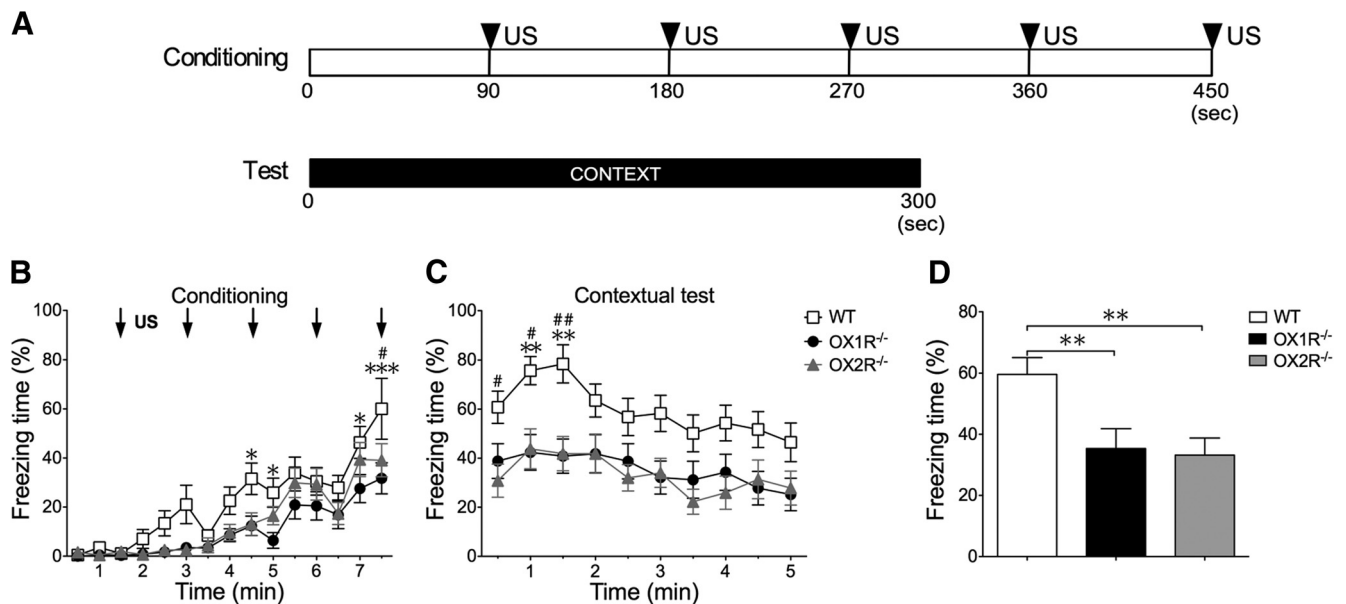 A
Conditioning
US US US US US
0 90 180 270 360 450
(sec)
Test
CONTEXT
0 300
(sec)
B
Conditioning
US
Freezing time (%)
100
80
60
40
20
0
* * * ***
#
1 2 3 4 5 6 7
Time (min)
C
Contextual test
Freezing time (%)
100
80
60
40
20
0
# # ##
** **
1 2 3 4 5
Time (min)
WT
OX1R-/-
OX2R-/-
D
Freezing time (%)
80
60
40
20
0
**
**
WT
OX1R-/-
OX2R-/-